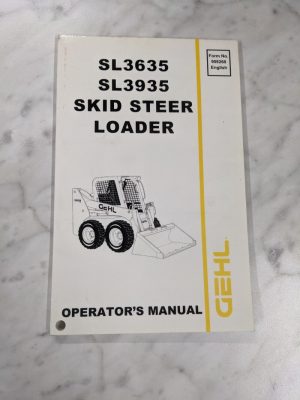 SL3635
SL3935
SKID STEER
LOADER
Form No.
English
GEHL
OPERATOR'S MANUAL
GEHL